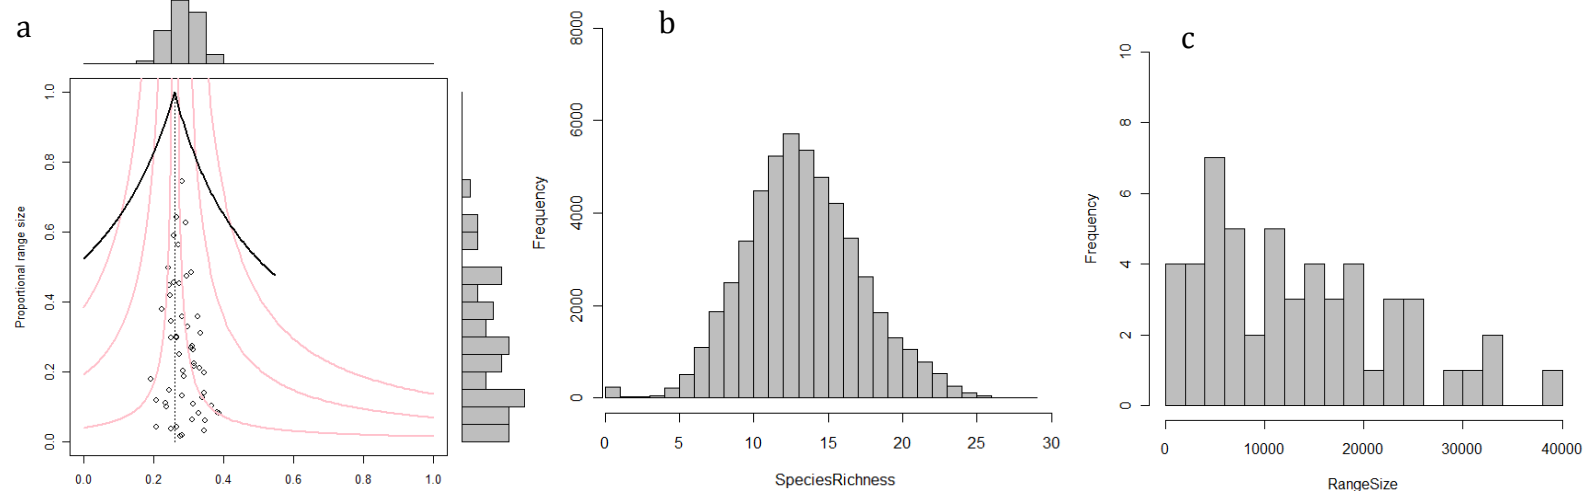 a
Proportional range size
0.0 0.2 0.4 0.6 0.8 1.0
0.0 0.2 0.4 0.6 0.8 1.0
b
Frequency
0 2000 4000 6000 8000
0 5 10 15 20 25 30
SpeciesRichness
c
Frequency
0 2 4 6 8 10
0 10000 20000 30000 40000
RangeSize